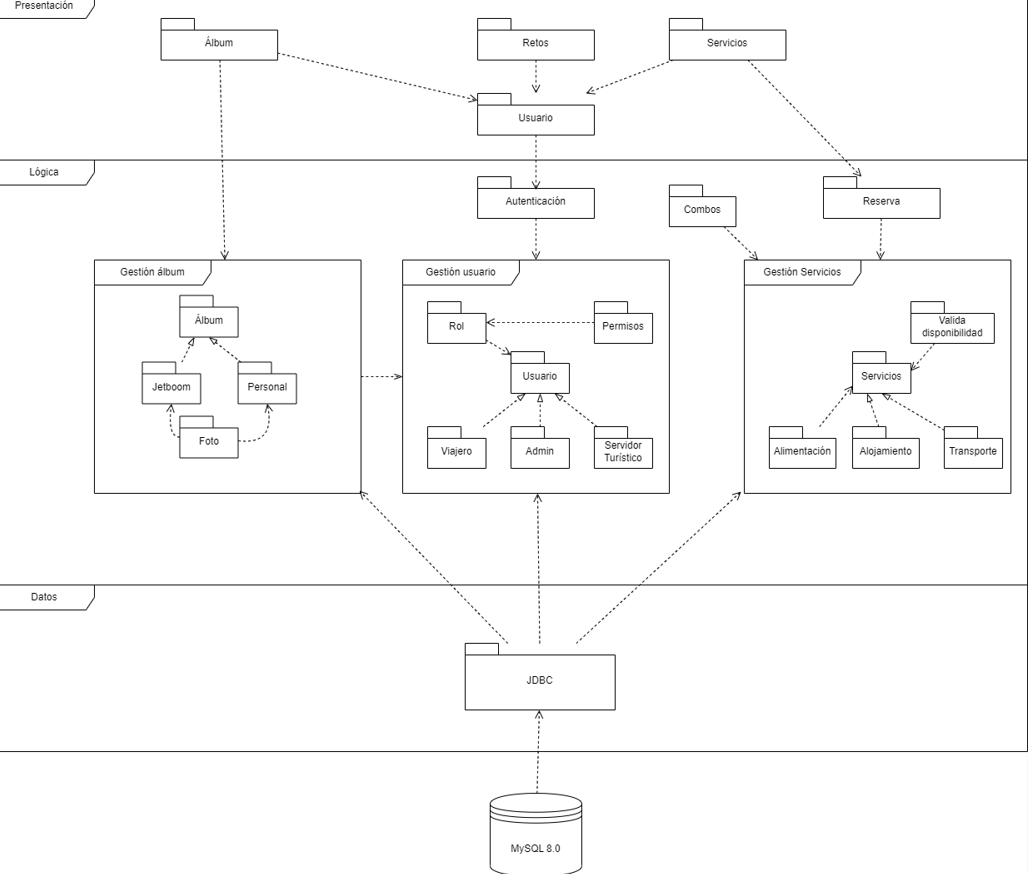 Presentación
Álbum
Retos
Servicios
Usuario
Lógica
Autenticación
Combos
Reserva
Gestión álbum
Gestión usuario
Gestión Servicios
Álbum
Jetboom
Personal
Foto
Rol
Permisos
Usuario
Viajero
Admin
Servidor
Turístico
Valida
disponibilidad
Servicios
Alimentación
Alojamiento
Transporte
Datos
JDBC
MySQL 8.0